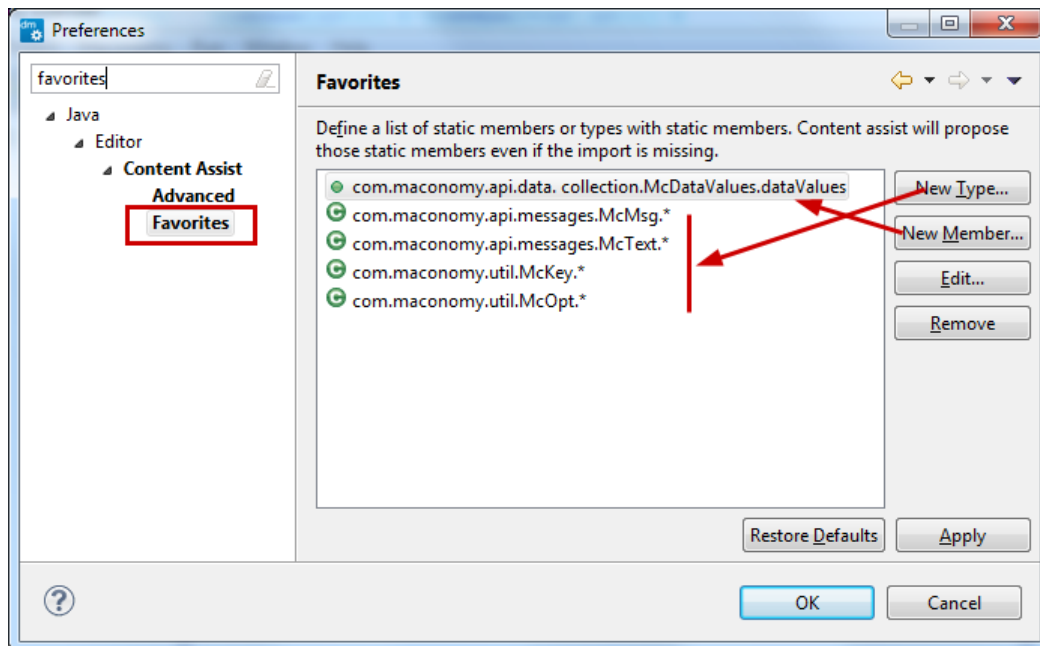 dm
Preferences
favorites
Java
Editor
Content Assist
Advanced
Favorites
Favorites
Define a list of static members or types with static members. Content assist will propose
those static members even if the import is missing.
com.maconomy.api.data. collection.McDataValues.dataValues
com.maconomy.api.messages.McMsg.*
com.maconomy.api.messages.McText.*
com.maconomy.util.McKey.*
com.maconomy.util.McOpt.*
New Type...
New Member...
Edit...
Remove
Restore Defaults
Apply
OK
Cancel